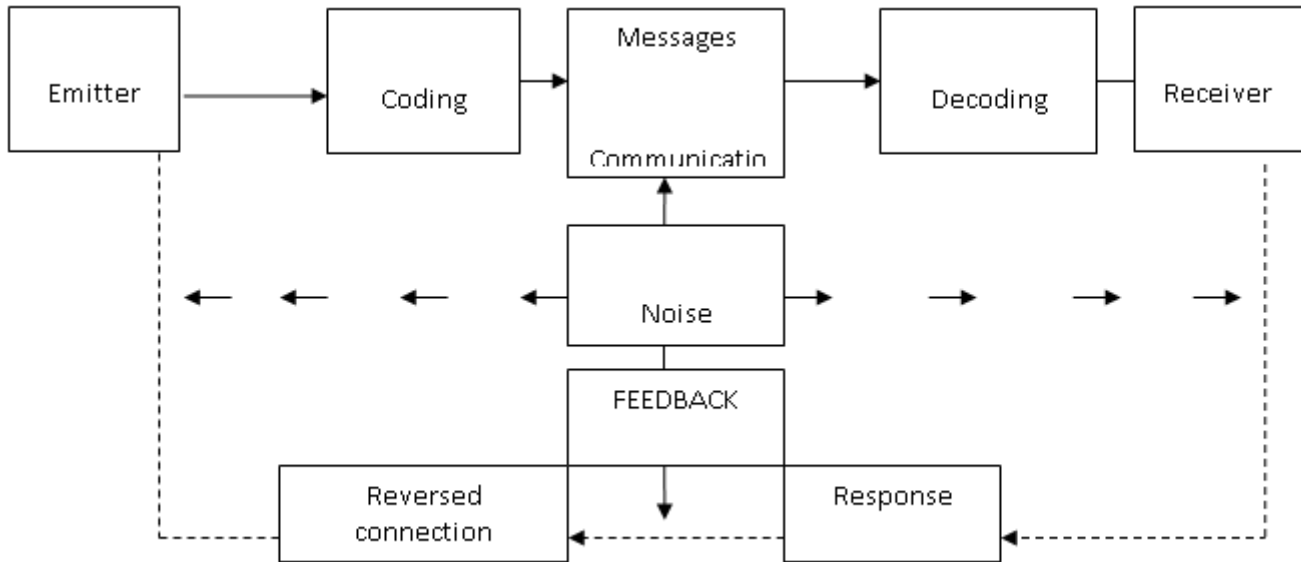 Messages
Emitter
Coding
Decoding
Receiver
Communicatio
Noise
FEEDBACK
Reversed
connection
Response